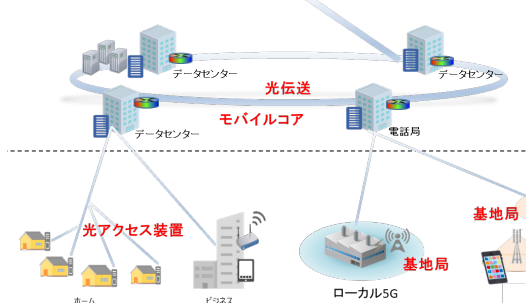 データセンター
データセンター
光伝送
モバイルコア
データセンター
電話局
基地局
光アクセス装置
基地局
ローカル5G
ホーム
ビジネス